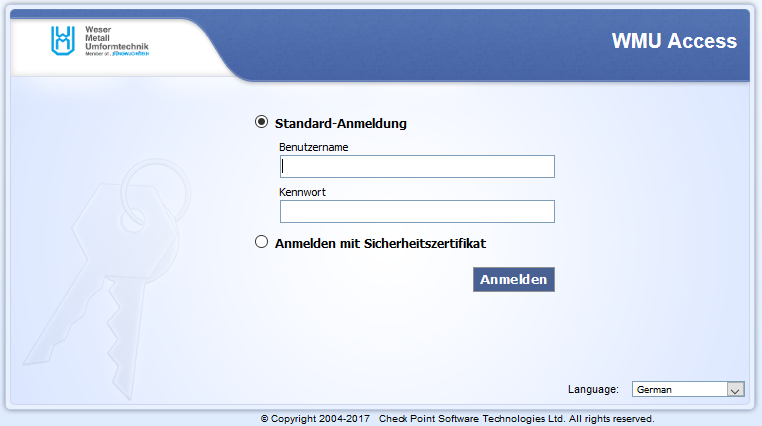 Weser
Metall
Umformtechnik
Member of
WMU Access
Standard-Anmeldung
Benutzername
Kennwort
Anmelden mit Sicherheitszertifikat
Anmelden
Language: German
© Copyright 2004-2017 Check Point Software Technologies Ltd. All rights reserved.